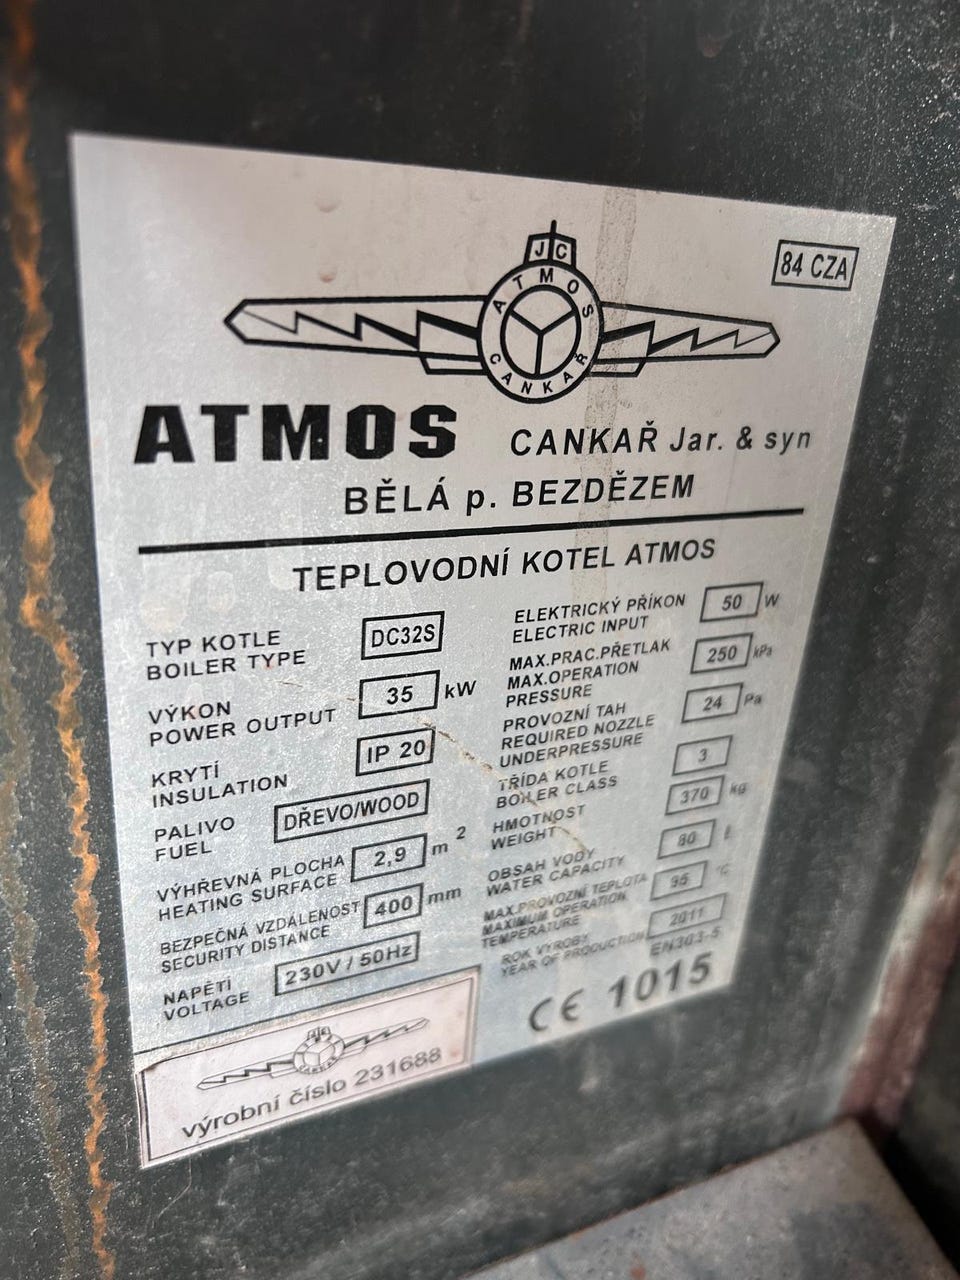 JC
ATMOS
CANKAŘ
84 CZA
ATMOS CANKAŘ Jar. & syn
BĚLÁ p. BEZDĚZEM
TEPLOVODNÍ KOTEL ATMOS
TYP KOTLE
BOILER TYPE
DC32S
VÝKON
POWER OUTPUT
35 kW
KRYTÍ
INSULATION
IP 20
PALIVO
FUEL
DŘEVO/WOOD
VÝHŘEVNÁ PLOCHA
HEATING SURFACE
2,9 m 2
BEZPEČNÁ VZDÁLENOST
SECURITY DISTANCE
400 mm
NAPĚTI
VOLTAGE
230V / 50Hz
ELEKTRICKÝ PŘÍKON
ELECTRIC INPUT
50 W
MAX.PRAC.PŘETLAK
MAX.OPERATION
PRESSURE
250 kPa
PROVOZNÍ TAH
REQUIRED NOZZLE
UNDERPRESSURE
24 Pa
TŘÍDA KOTLE
BOILER CLASS
3
HMOTNOST
WEIGHT
370 kg
OBSAH VODY
WATER CAPACITY
80 ℓ
MAX.PROVOZNÍ TEPLOTA
MAXIMUM OPERATION
TEMPERATURE
95 °C
ROK VÝROBY
YEAR OF PRODUCTION
2011
EN303-5
CE 1015
výrobní číslo 231688